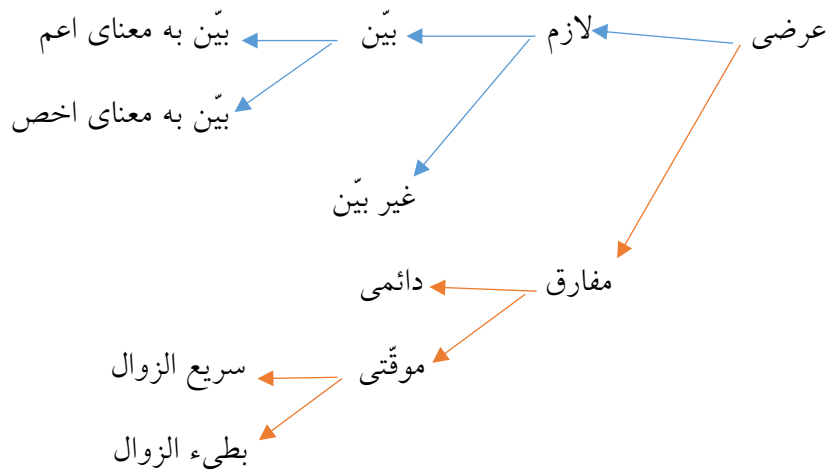 عرضی
لازم
بیّن
بیّن به معنای اعم
بیّن به معنای اخص
غیر بیّن
مفارق
دائمی
موقّتی
سریع الزوال
بطیء الزوال